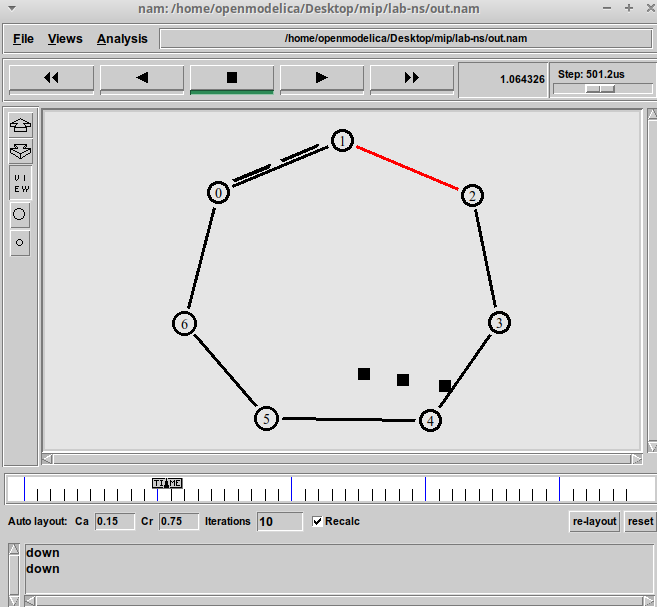 nam: /home/openmodelica/Desktop/mip/lab-ns/out.nam
File Views Analysis /home/openmodelica/Desktop/mip/lab-ns/out.nam
1.064326 Step: 501.2us
VI
EW
1
0
2
6
3
5
4
TIME
Auto layout: Ca 0.15 Cr 0.75 Iterations 10 Recalc re-layout reset
down
down